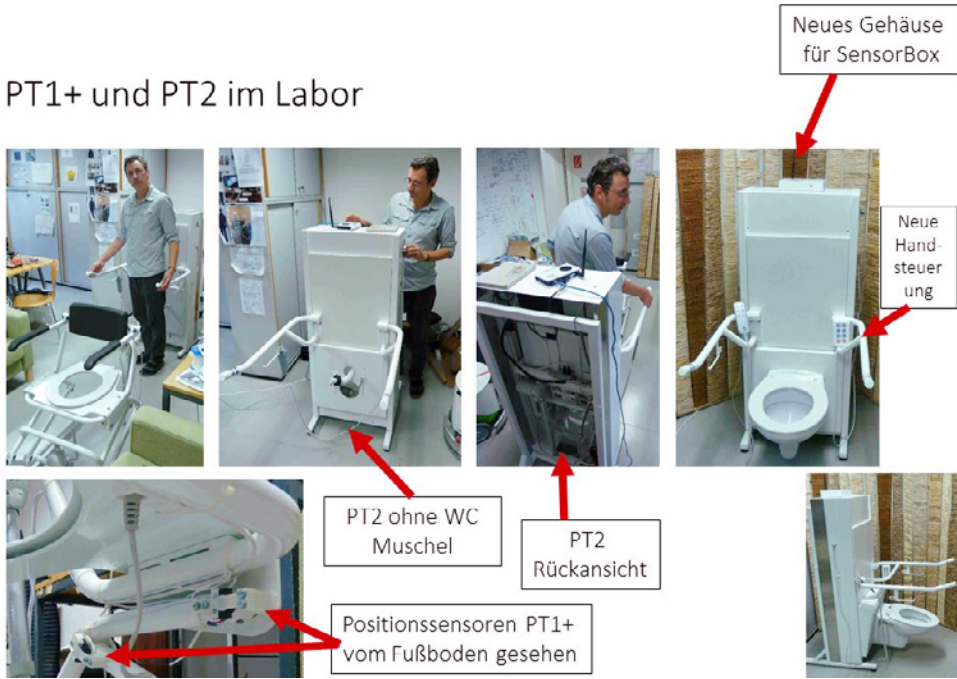 Neues Gehäuse
für SensorBox
PT1+ und PT2 im Labor
Neue
Hand-
steuer
ung
PT2 ohne WC
Muschel
PT2
Rückansicht
Positionssensoren PT1+
vom Fußboden gesehen